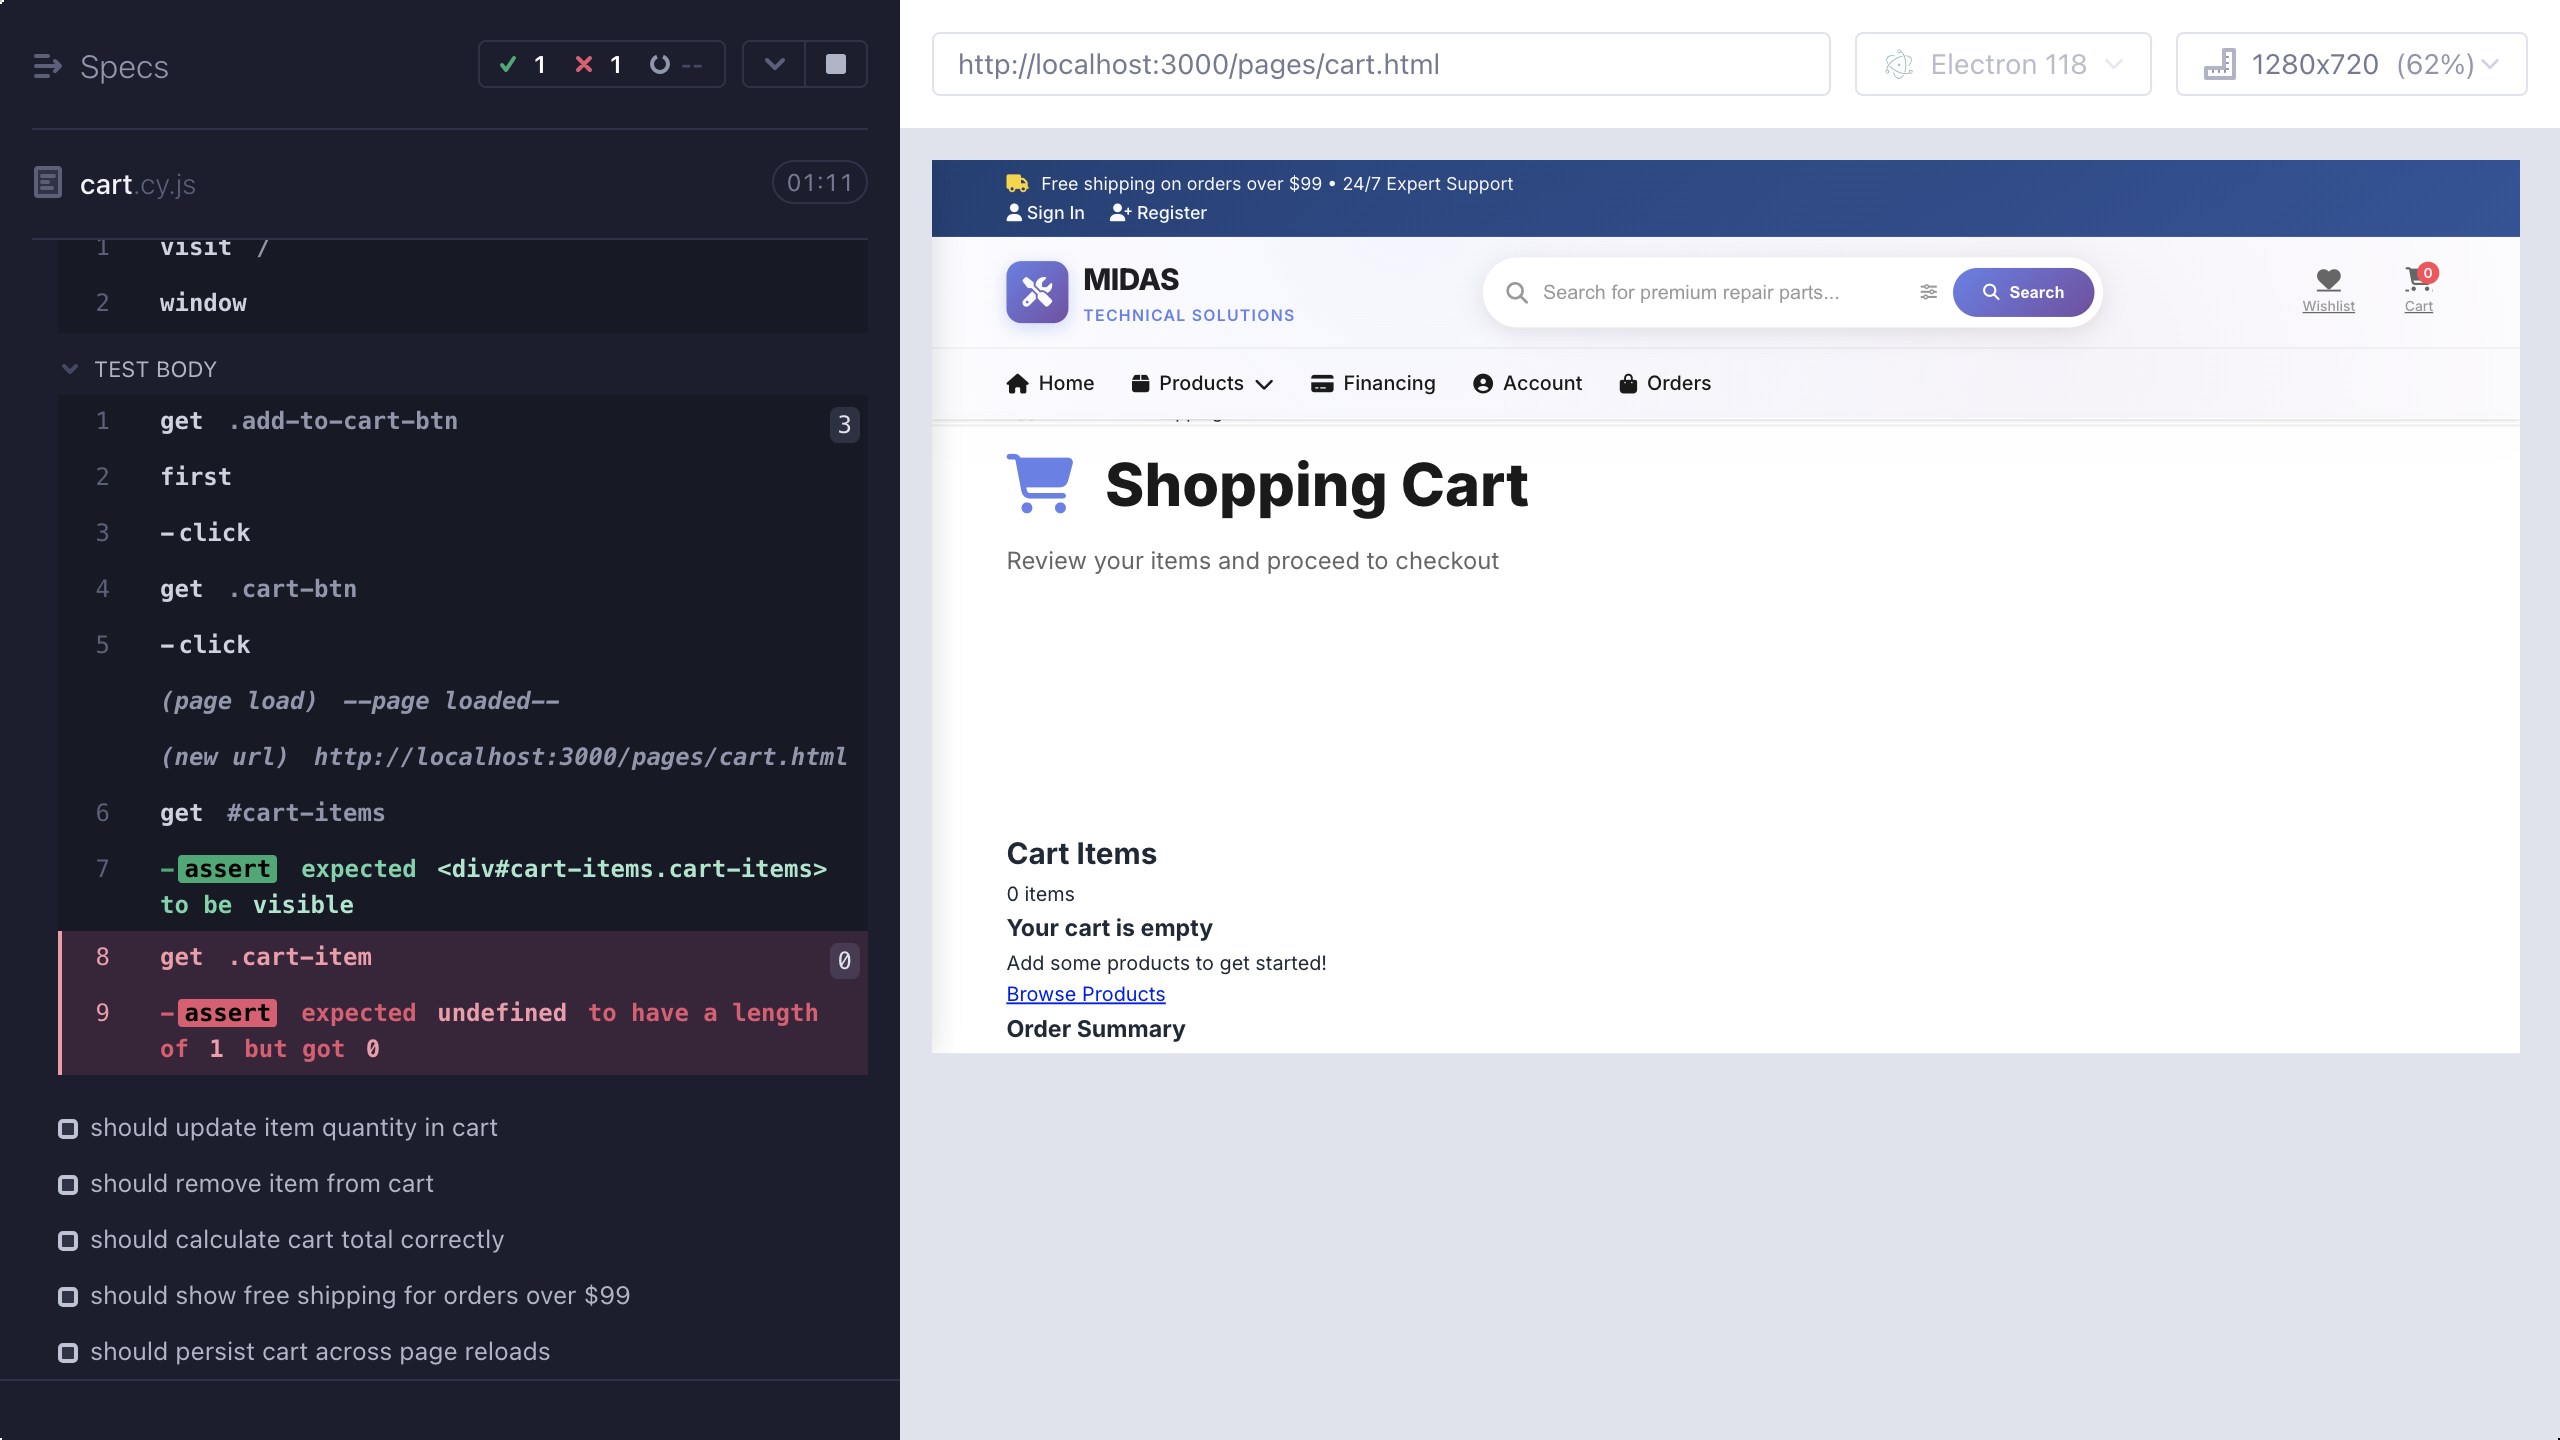 Specs
1 1 --
cart.cy.js
01:11
1 visit /
2 window
TEST BODY
1 get .add-to-cart-btn 3
2 first
3 -click
4 get .cart-btn
5 -click
(page load) --page loaded--
(new url) http://localhost:3000/pages/cart.html
6 get #cart-items
7 -assert expected <div#cart-items.cart-items>
to be visible
8 get .cart-item 0
9 -assert expected undefined to have a length
of 1 but got 0
should update item quantity in cart
should remove item from cart
should calculate cart total correctly
should show free shipping for orders over $99
should persist cart across page reloads
http://localhost:3000/pages/cart.html
Electron 118
1280x720 (62%)
Free shipping on orders over $99 • 24/7 Expert Support
Sign In Register
MIDAS
TECHNICAL SOLUTIONS
Search for premium repair parts...
Search
Wishlist
0
Cart
Home Products Financing Account Orders
Shopping Cart
Review your items and proceed to checkout
Cart Items
0 items
Your cart is empty
Add some products to get started!
Browse Products
Order Summary